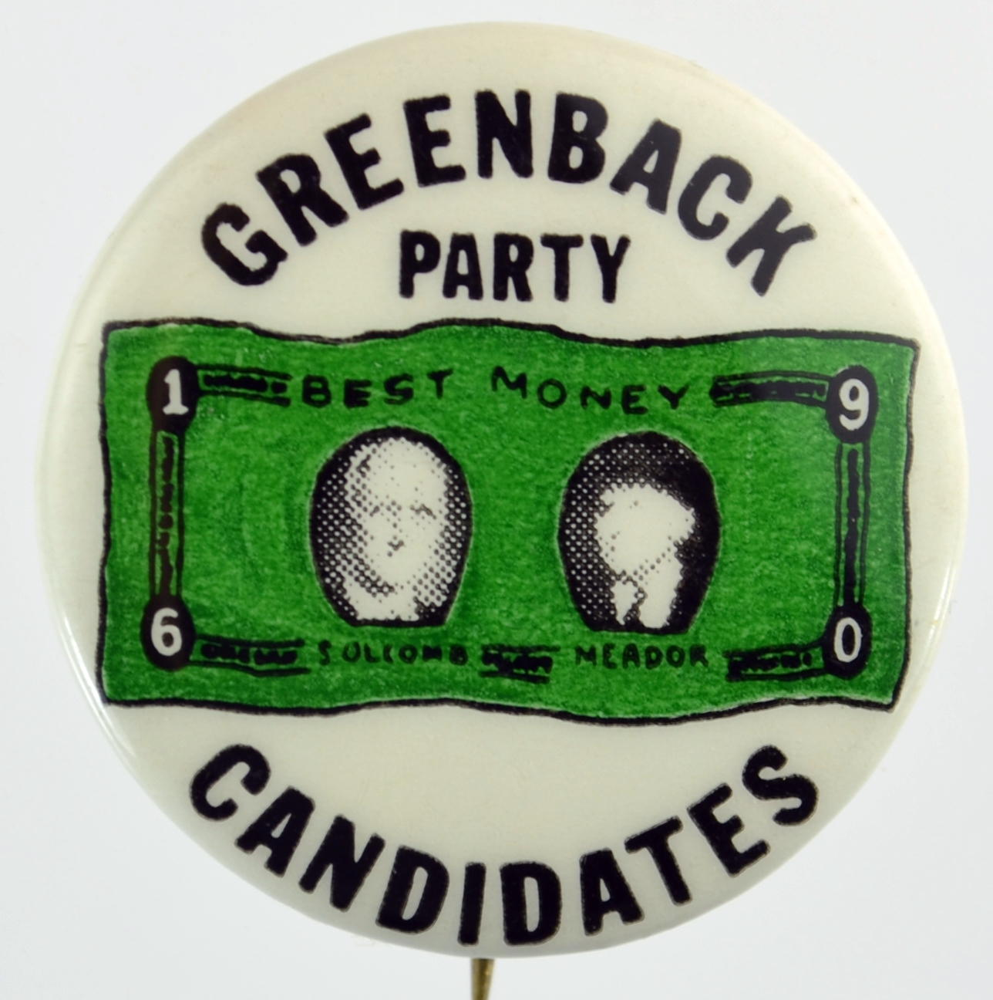 GREENBACK
PARTY
1 BEST MONEY 9
6 SOLCOMB MEADOR 0
CANDIDATES